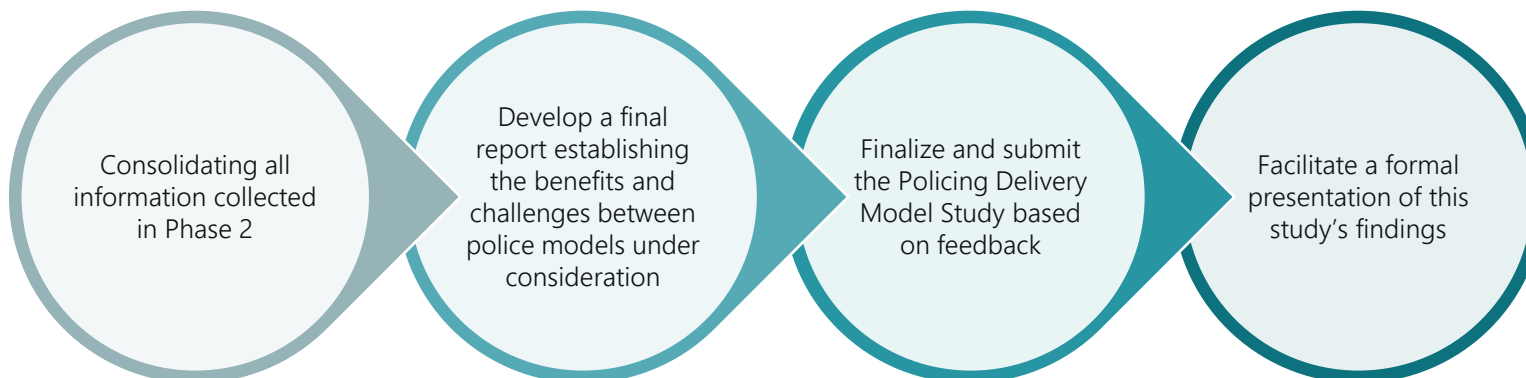 Consolidating all
information collected
in Phase 2
Develop a final
report establishing
the benefits and
challenges between
police models under
consideration
Finalize and submit
the Policing Delivery
Model Study based
on feedback
Facilitate a formal
presentation of this
study’s findings